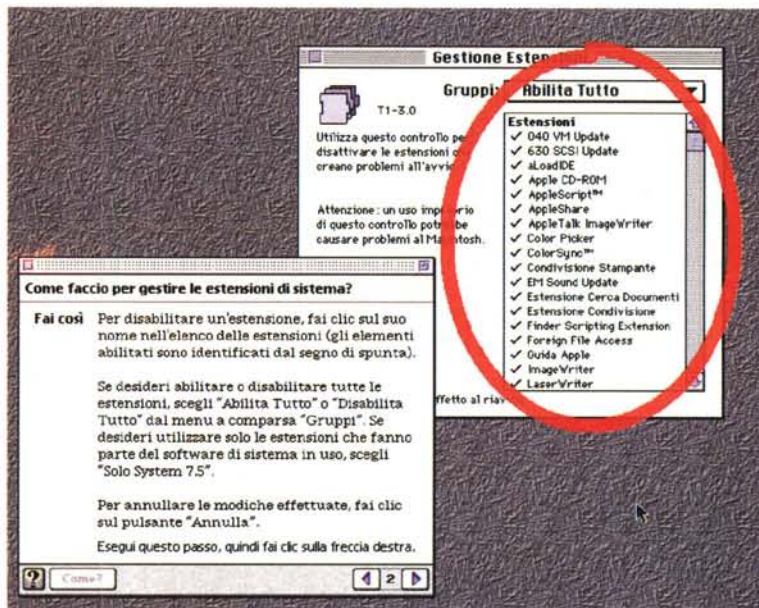 Gestione
Gruppi: Abilita Tutto
T1-3.0
Utilizza questo controllo per
disattivare le estensioni
creano problemi all'avvio
Attenzione: un uso improprio
di questo controllo potrebbe
causare problemi al Macintosh.
Estensioni
✓ 040 VM Update
✓ 630 SCSI Update
✓ aLoadIDE
✓ Apple CD-ROM
✓ AppleScript™
✓ AppleShare
✓ AppleTalk ImageWriter
✓ Color Picker
✓ ColorSync™
✓ Condivisione Stampante
✓ EM Sound Update
✓ Estensione Cerca Documenti
✓ Estensione Condivisione
✓ Finder Scripting Extension
✓ Foreign File Access
✓ Guida Apple
✓ ImageWriter
✓ LaserWriter
ffetto al riav
Come faccio per gestire le estensioni di sistema?
Fai così
Per disabilitare un'estensione, fai clic sul suo
nome nell'elenco delle estensioni (gli elementi
abilitati sono identificati dal segno di spunta).
Se desideri abilitare o disabilitare tutte le
estensioni, scegli "Abilita Tutto" o "Disabilita
Tutto" dal menu a comparsa "Gruppi". Se
desideri utilizzare solo le estensioni che fanno
parte del software di sistema in uso, scegli
"Solo System 7.5".
Per annullare le modiche effettuate, fai clic
sul pulsante "Annulla".
Esegui questo passo, quindi fai clic sulla freccia destra.
? Come? 2